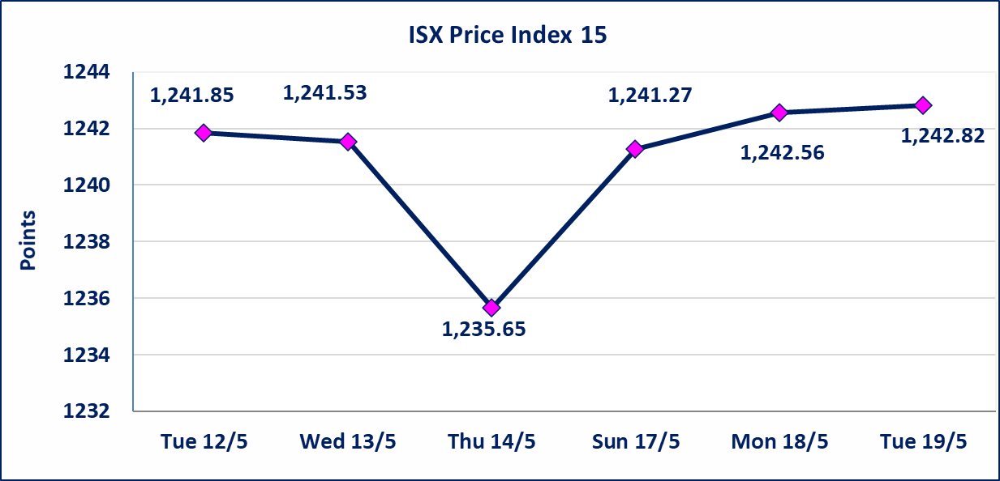 ISX Price Index 15
Points
1244
1242
1240
1238
1236
1234
1232
1,241.85
1,241.53
1,235.65
1,241.27
1,242.56
1,242.82
Tue 12/5
Wed 13/5
Thu 14/5
Sun 17/5
Mon 18/5
Tue 19/5